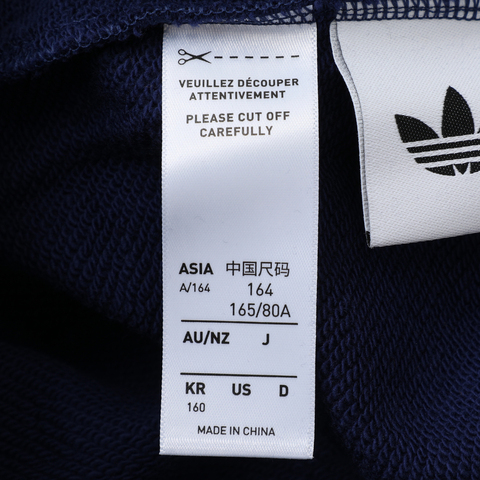 VEUILLEZ DÉCOUPER
ATTENTIVEMENT
PLEASE CUT OFF
CAREFULLY
ASIA 中国尺码
A/164 164
165/80A
AU/NZ J
KR US D
160
MADE IN CHINA